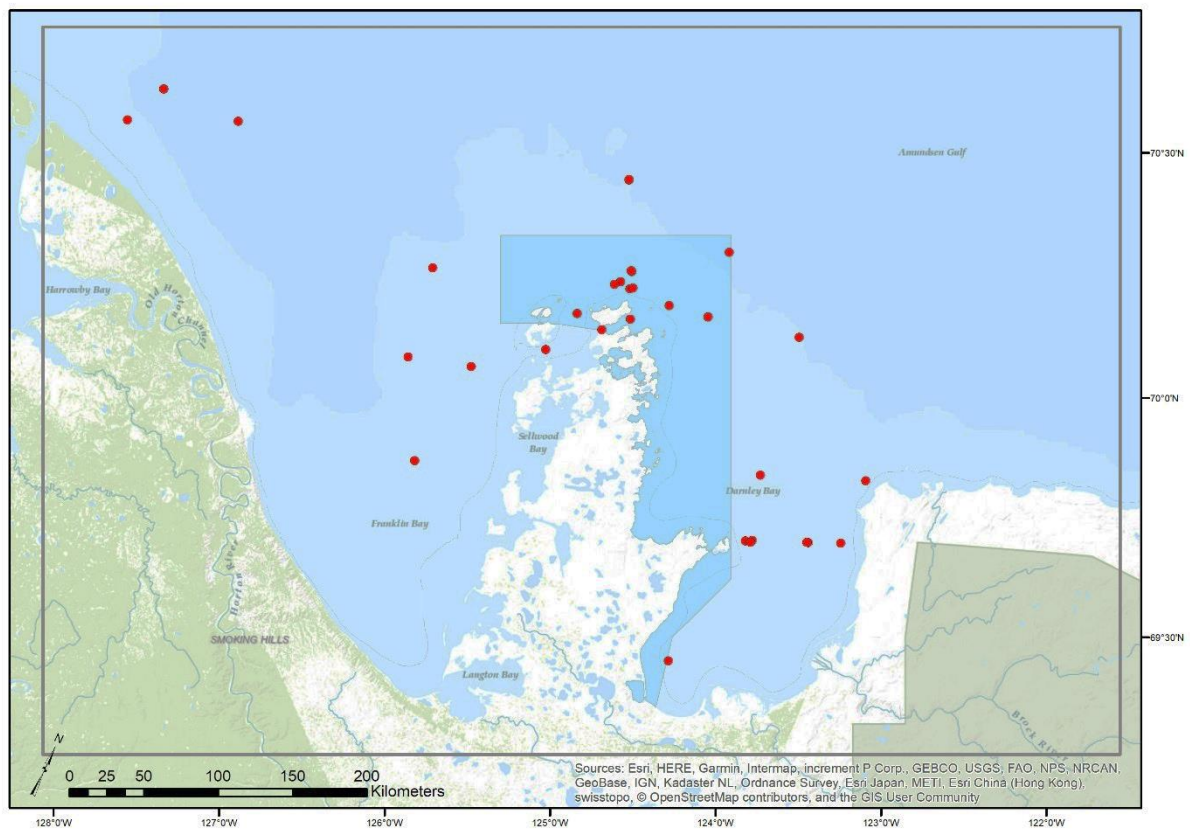 Amundsen Gulf
70°30'N
Harrowby Bay
Old Horton Channel
70°0'N
Sellwood
Bay
Darnley Bay
Franklin Bay
Horton River
SMOKING HILLS
69°30'N
Langton Bay
Brock River
N
0 25 50 100 150 200
Kilometers
Sources: Esri, HERE, Garmin, Intermap, increment P Corp., GEBCO, USGS, FAO, NPS, NRCAN,
GeoBase, IGN, Kadaster NL, Ordnance Survey, Esri Japan, METI, Esri China (Hong Kong),
swisstopo, © OpenStreetMap contributors, and the GIS User Community
128°0'W 127°0'W 126°0'W 125°0'W 124°0'W 123°0'W 122°0'W